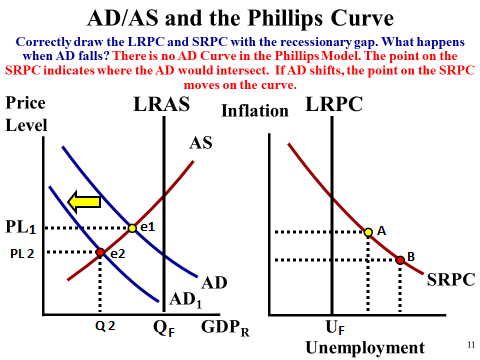 AD/AS and the Phillips Curve
Correctly draw the LRPC and SRPC with the recessionary gap. What happens
when AD falls? There is no AD Curve in the Phillips Model. The point on the
SRPC indicates where the AD would intersect. If AD shifts, the point on the SRPC
moves on the curve.
Price
Level
LRAS
AS
PL1
e1
PL 2
e2
AD
AD1
Q 2
QF
GDPR
Inflation
LRPC
A
B
SRPC
UF
Unemployment
11